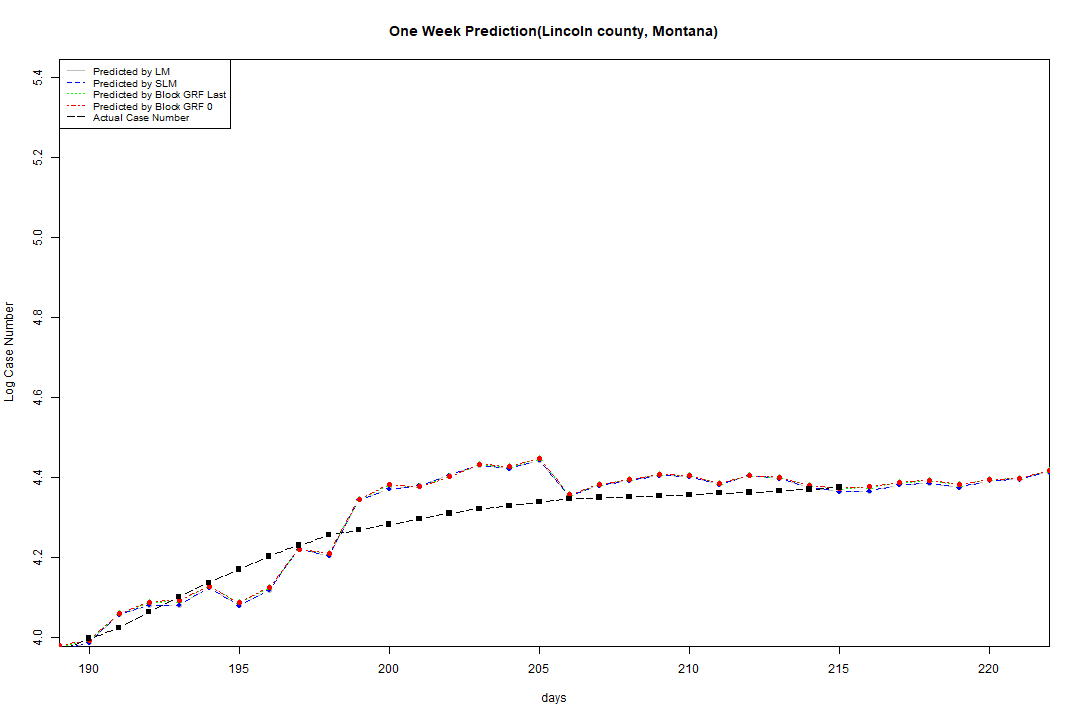 One Week Prediction(Lincoln county, Montana)
Predicted by LM
Predicted by SLM
Predicted by Block GRF Last
Predicted by Block GRF 0
Actual Case Number
5.4
5.2
5.0
4.8
4.6
4.4
4.2
4.0
Log Case Number
190 195 200 205 210 215 220
days